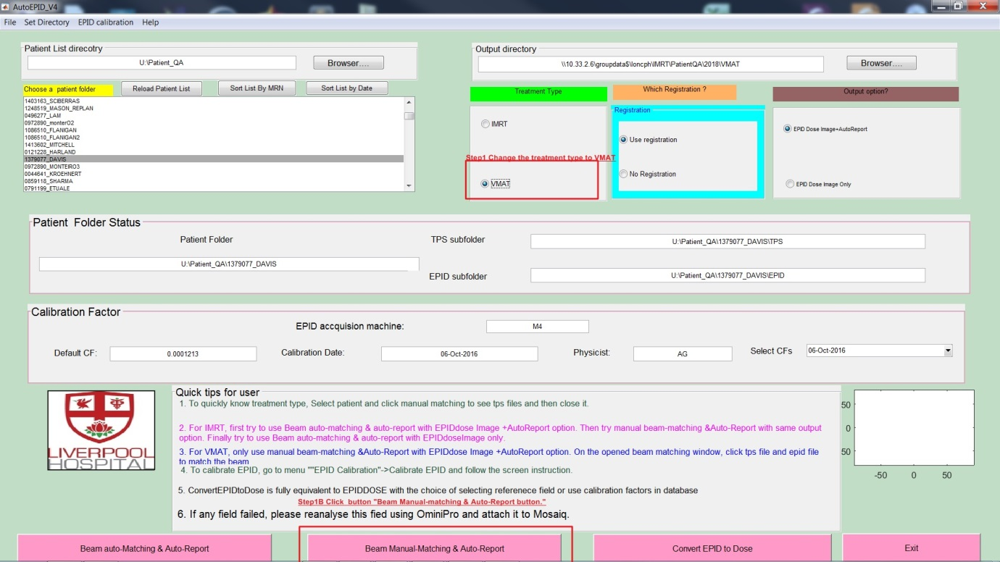 AutoEPID_V4
File Set Directory EPID calibration Help
Patient List direcotry
U:\Patient_QA
Browser....
Output directory
\\10.33.2.6\groupdata$\loncph\IMRT\PatientQA\2018\VMAT
Browser....
Choose a patient folder
Reload Patient List
Sort List By MRN
Sort List by Date
1403163_SCIBERRAS
1248519_MASON_REPLAN
0496277_LAM
0972890_monterO2
1086510_FLANIGAN
1086510_FLANIGAN2
1413602_MITCHELL
0121228_HARLAND
1379077_DAVIS
0972890_MONTEIRO3
0044641_KROEHNERT
0859118_SHARMA
0791199_ETUALE
Treatment Type
IMRT
Step1 Change the treatment type to VMAT
VMAT
Which Registration ?
Registration
Use registration
No Registration
Output option?
EPID Dose Image+AutoReport
EPID Dose Image Only
Patient Folder Status
Patient Folder
U:\Patient_QA\1379077_DAVIS
TPS subfolder
U:\Patient_QA\1379077_DAVIS\TPS
EPID subfolder
U:\Patient_QA\1379077_DAVIS\EPID
Calibration Factor
EPID accquision machine:
M4
Default CF:
0.0001213
Calibration Date:
06-Oct-2016
Physicist:
AG
Select CFs
06-Oct-2016
LIVERPOOL
HOSPITAL
Quick tips for user
1. To quickly know treatment type, Select patient and click manual matching to see tps files and then close it.
2. For IMRT, first try to use Beam auto-matching & auto-report with EPIDdose Image +AutoReport option. Then try manual beam-matching &Auto-Report with same output
option. Finally try to use Beam auto-matching & auto-report with EPIDdoseImage only.
3. For VMAT, only use manual beam-matching &Auto-Report with EPIDdose Image +AutoReport option. On the opened beam matching window, click tps file and epid file
to match the beam
4. To calibrate EPID, go to menu ""EPID Calibration"->Calibrate EPID and follow the screen instruction.
5. ConvertEPIDtoDose is fully equivalent to EPIDDOSE with the choice of selecting referenece field or use calibration factors in database
Step1B Click button "Beam Manual-matching & Auto-Report button."
6. If any field failed, please reanalyse this fied using OminiPro and attach it to Mosaiq.
50
0
50
-50 0 50
Beam auto-Matching & Auto-Report
Beam Manual-Matching & Auto-Report
Convert EPID to Dose
Exit